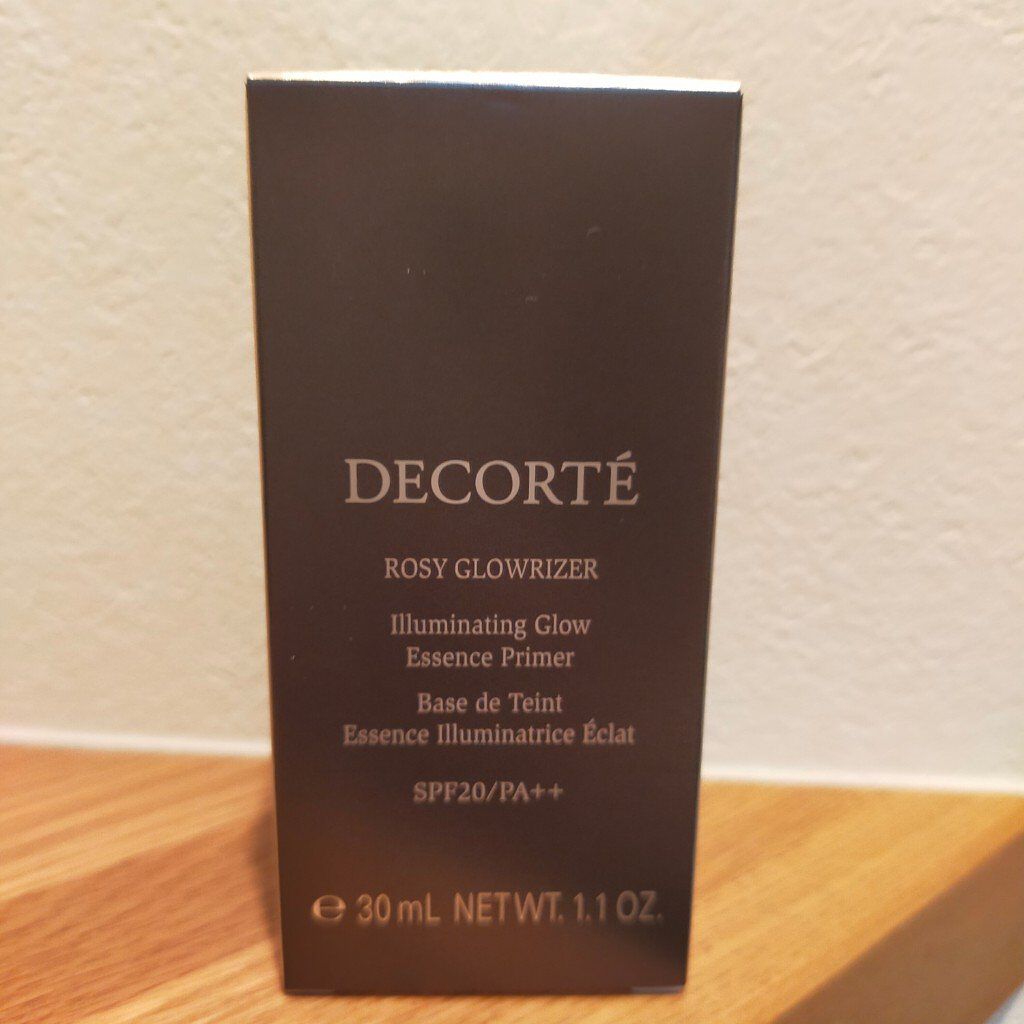 DECORTÉ
ROSY GLOWRIZER
Illuminating Glow
Essence Primer
Base de Teint
Essence Illuminatrice Éclat
SPF20/PA++
℮ 30 mL NET WT. 1.1 OZ.